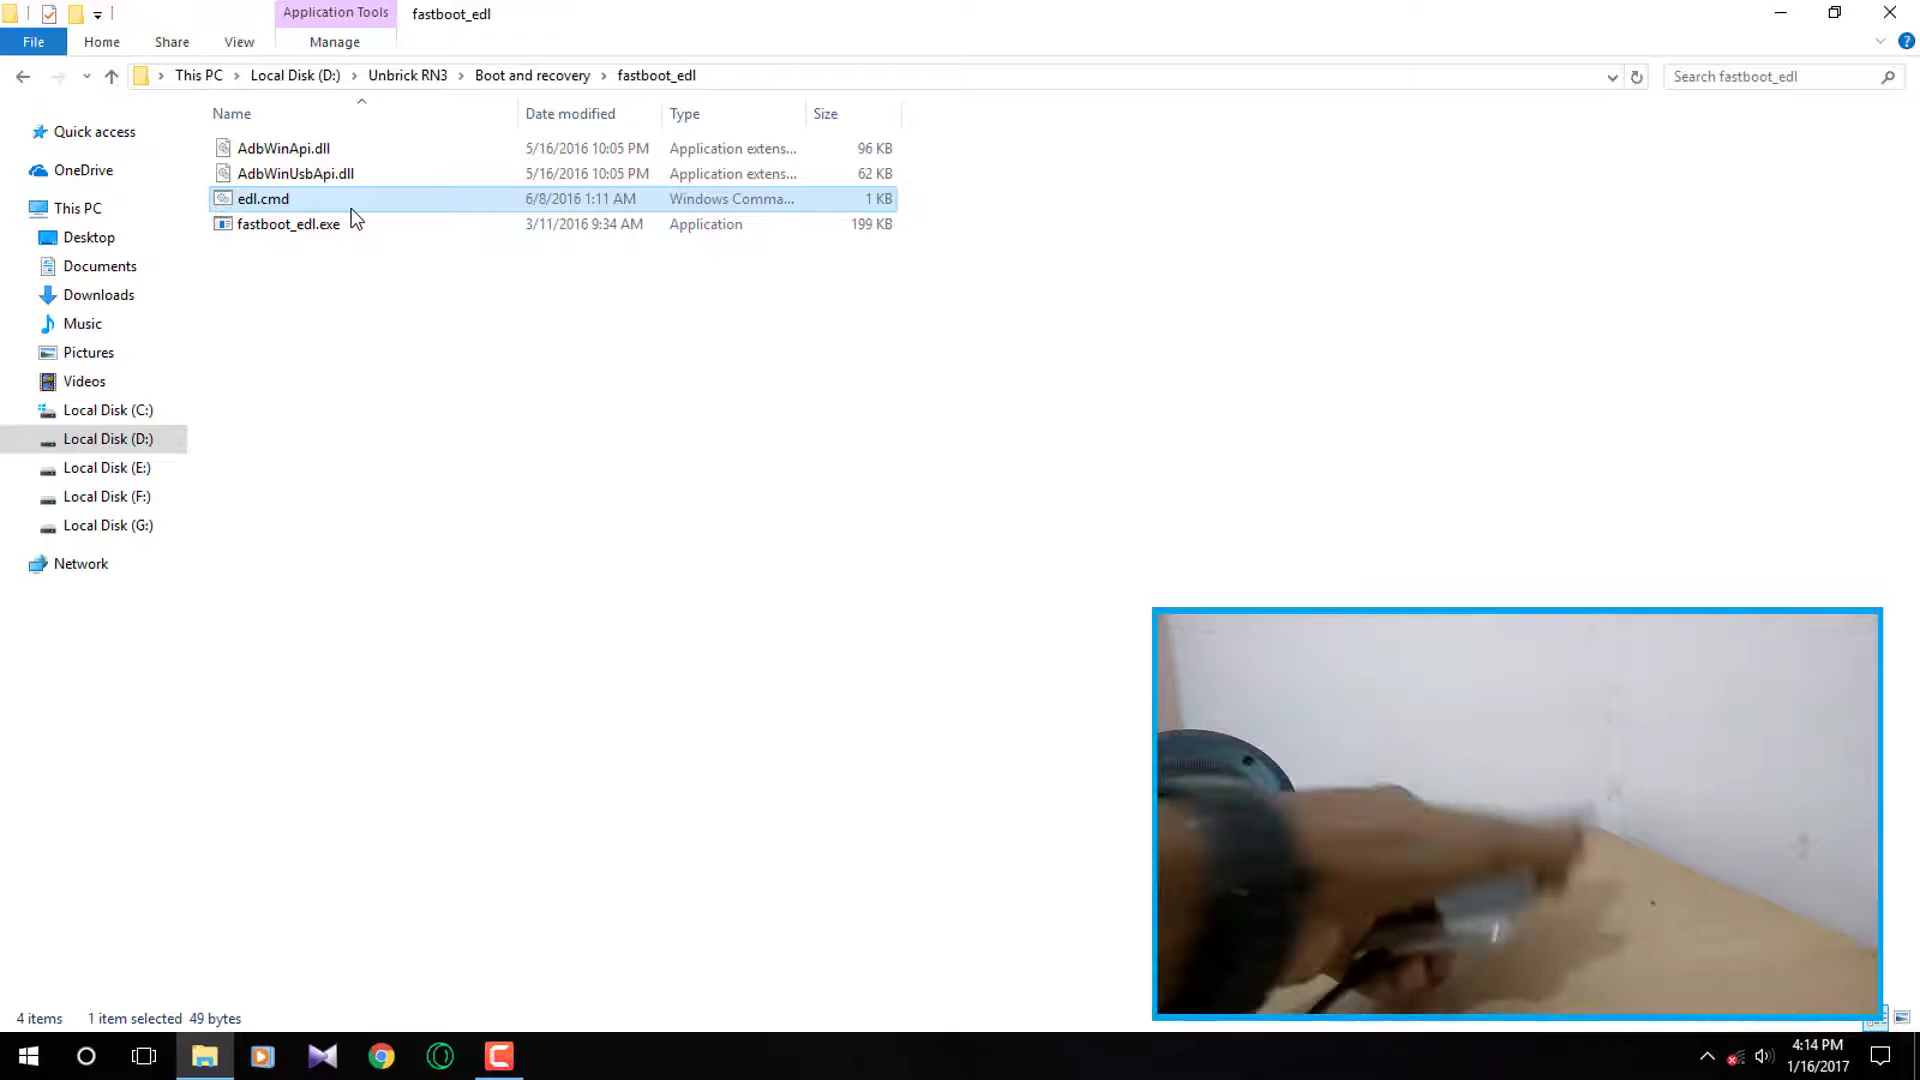 Application Tools
fastboot_edl
File
Home
Share
View
Manage
This PC
Local Disk (D:)
Unbrick RN3
Boot and recovery
fastboot_edl
Search fastboot_edl
Name
Date modified
Type
Size
AdbWinApi.dll 5/16/2016 10:05 PM Application extens... 96 KB
AdbWinUsbApi.dll 5/16/2016 10:05 PM Application extens... 62 KB
edl.cmd 6/8/2016 1:11 AM Windows Comma... 1 KB
fastboot_edl.exe 3/11/2016 9:34 AM Application 199 KB
Quick access
OneDrive
This PC
Desktop
Documents
Downloads
Music
Pictures
Videos
Local Disk (C:)
Local Disk (D:)
Local Disk (E:)
Local Disk (F:)
Local Disk (G:)
Network
4 items 1 item selected 49 bytes
4:14 PM
1/16/2017